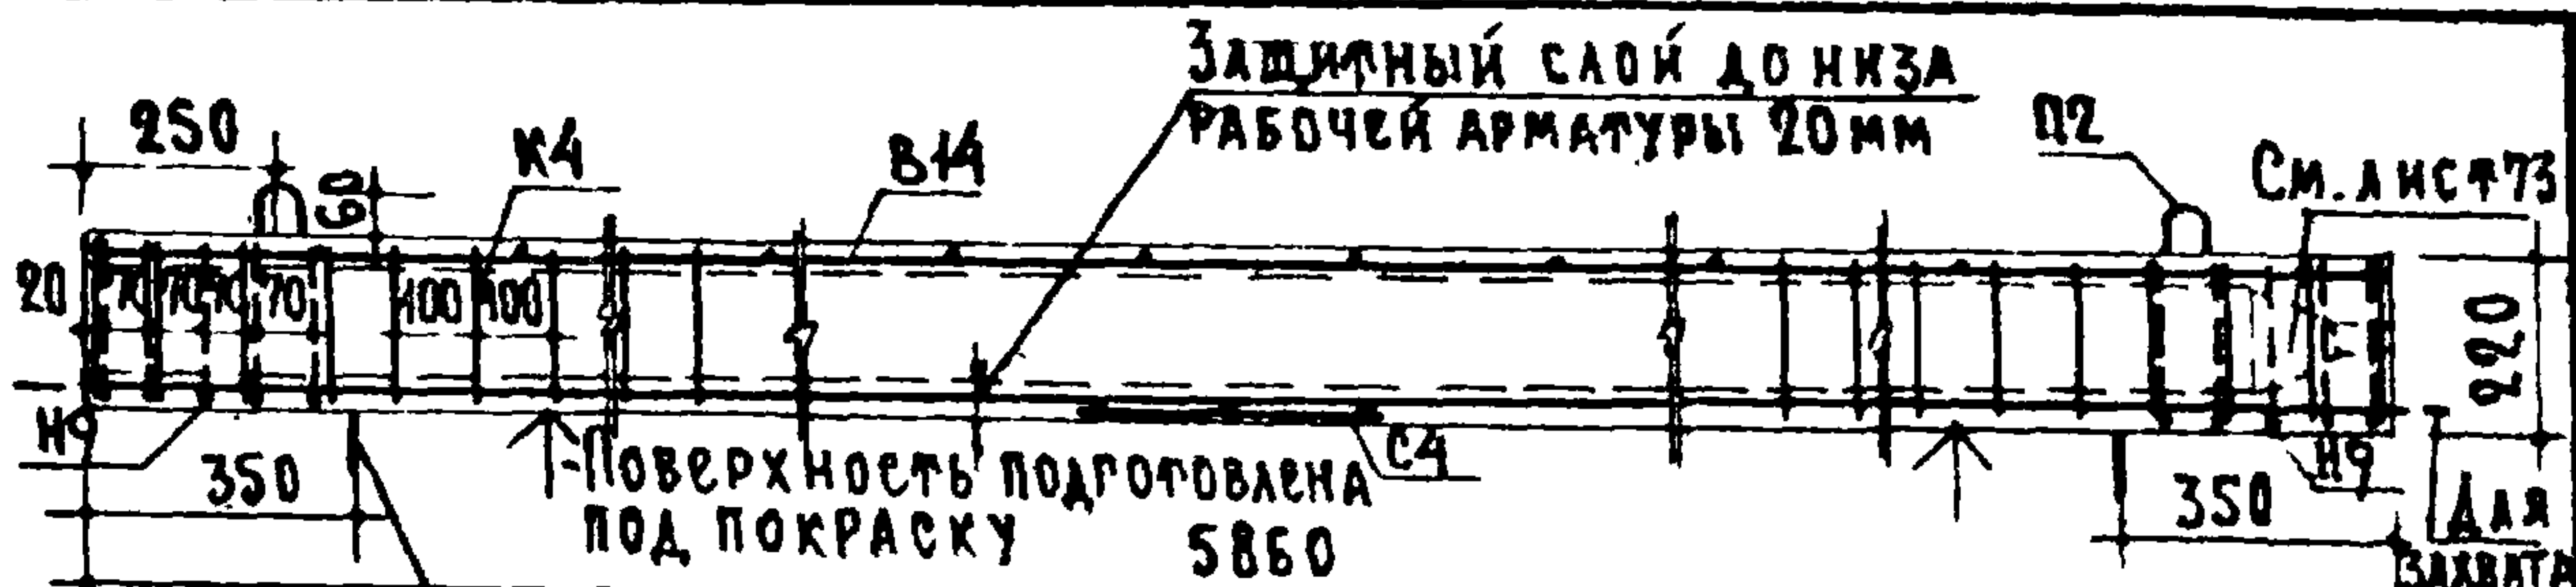 Защитный слой до низа
рабочей арматуры 20мм
250
60
К4
В14
П2
См. лист 73
20
70
70
70
70
100
100
220
Н9
350
Поверхность подготовлена
под покраску
С4
5860
Н9
350
Для
захвата